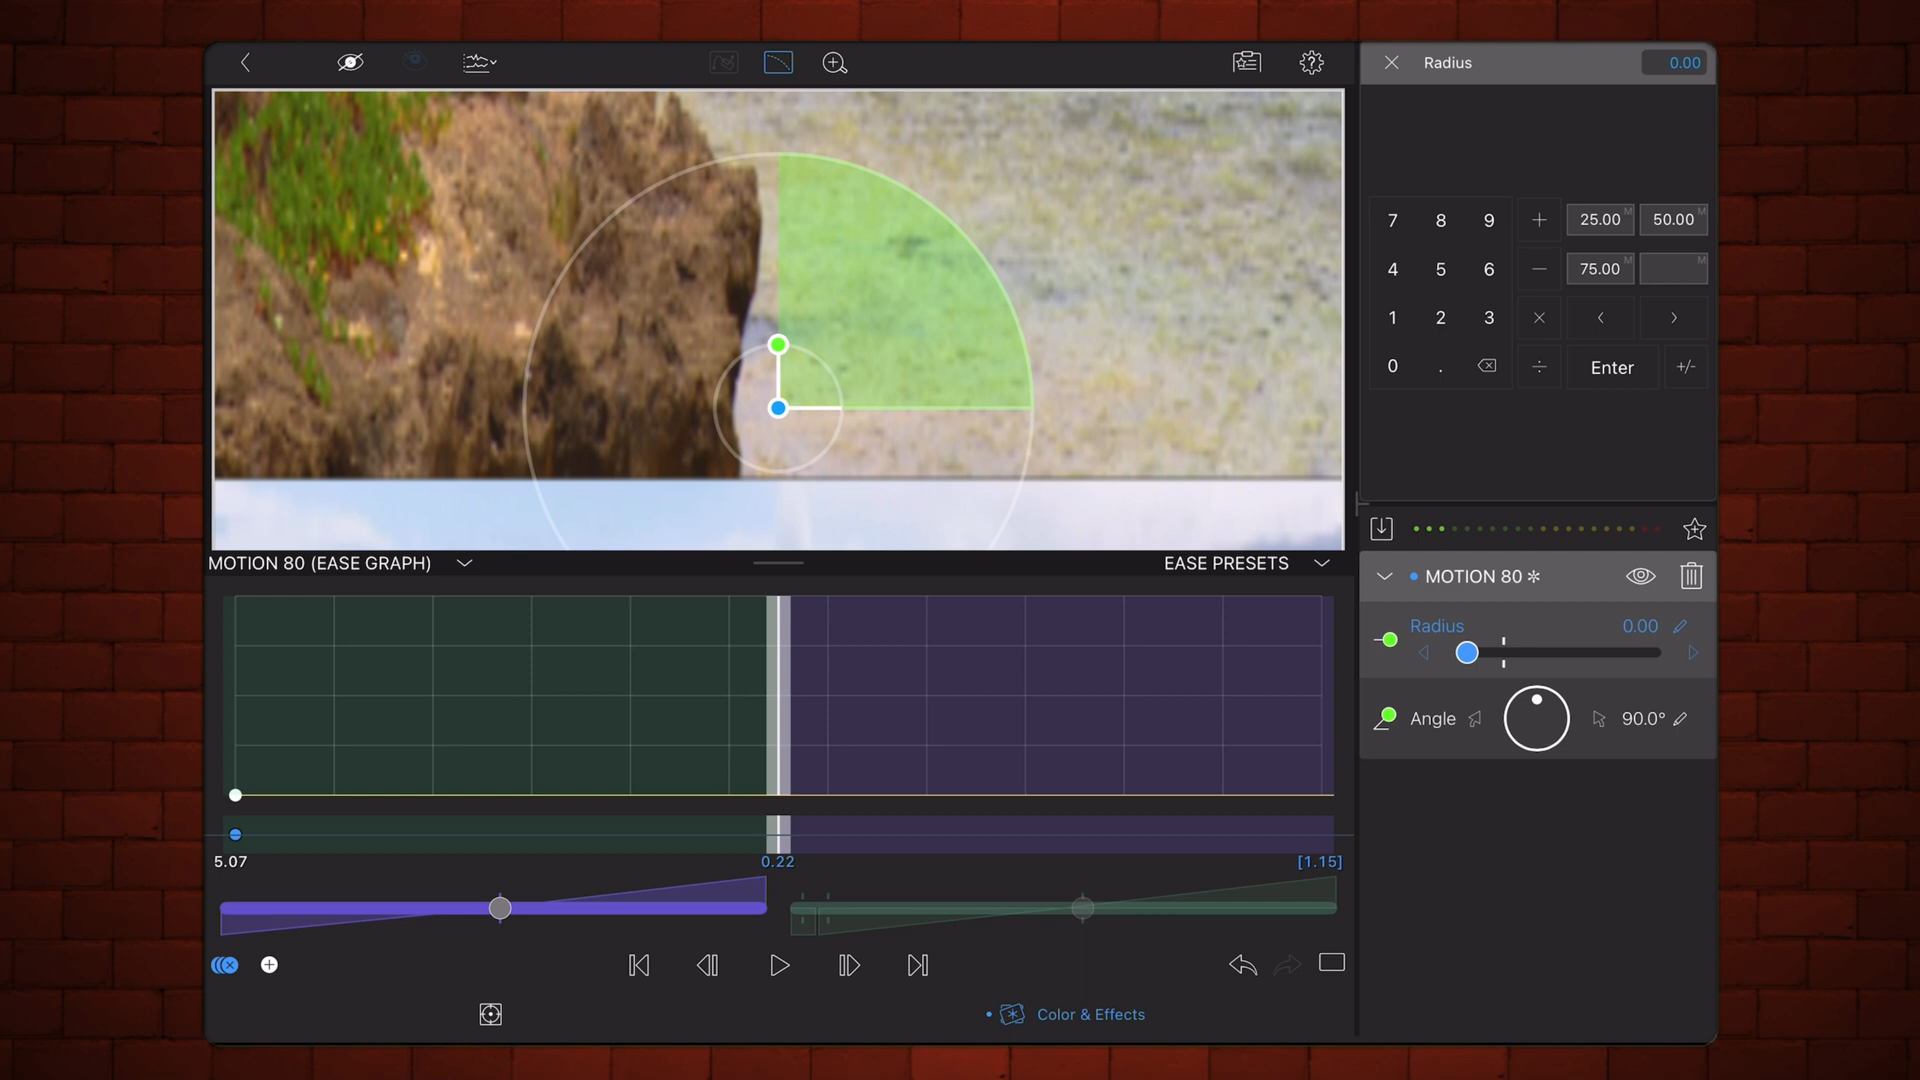 Radius 0.00
7 8 9 + 25.00 M 50.00 M
4 5 6 − 75.00 M M
1 2 3 × < >
0 . ÷ Enter +/-
MOTION 80 (EASE GRAPH)
EASE PRESETS
MOTION 80
Radius 0.00
Angle 90.0°
5.07 0.22 [1.15]
Color & Effects